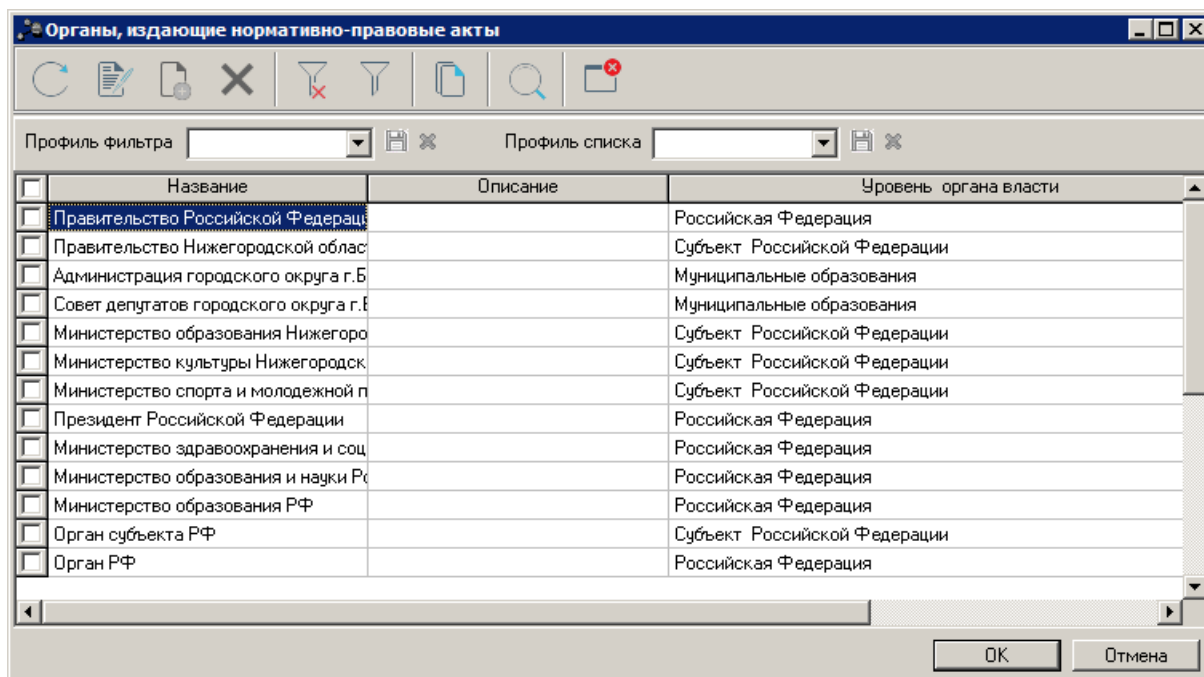 Органы, издающие нормативно-правовые акты
Профиль фильтра Профиль списка
Название Описание Уровень органа власти
Правительство Российской Федераци Российская Федерация
Правительство Нижегородской облас Субъект Российской Федерации
Администрация городского округа г.Б Муниципальные образования
Совет депутатов городского округа г. Муниципальные образования
Министерство образования Нижегоро Субъект Российской Федерации
Министерство культуры Нижегородск Субъект Российской Федерации
Министерство спорта и молодежной п Субъект Российской Федерации
Президент Российской Федерации Российская Федерация
Министерство здравоохранения и соц Российская Федерация
Министерство образования и науки Ро Российская Федерация
Министерство образования РФ Российская Федерация
Орган субъекта РФ Субъект Российской Федерации
Орган РФ Российская Федерация
OK Отмена